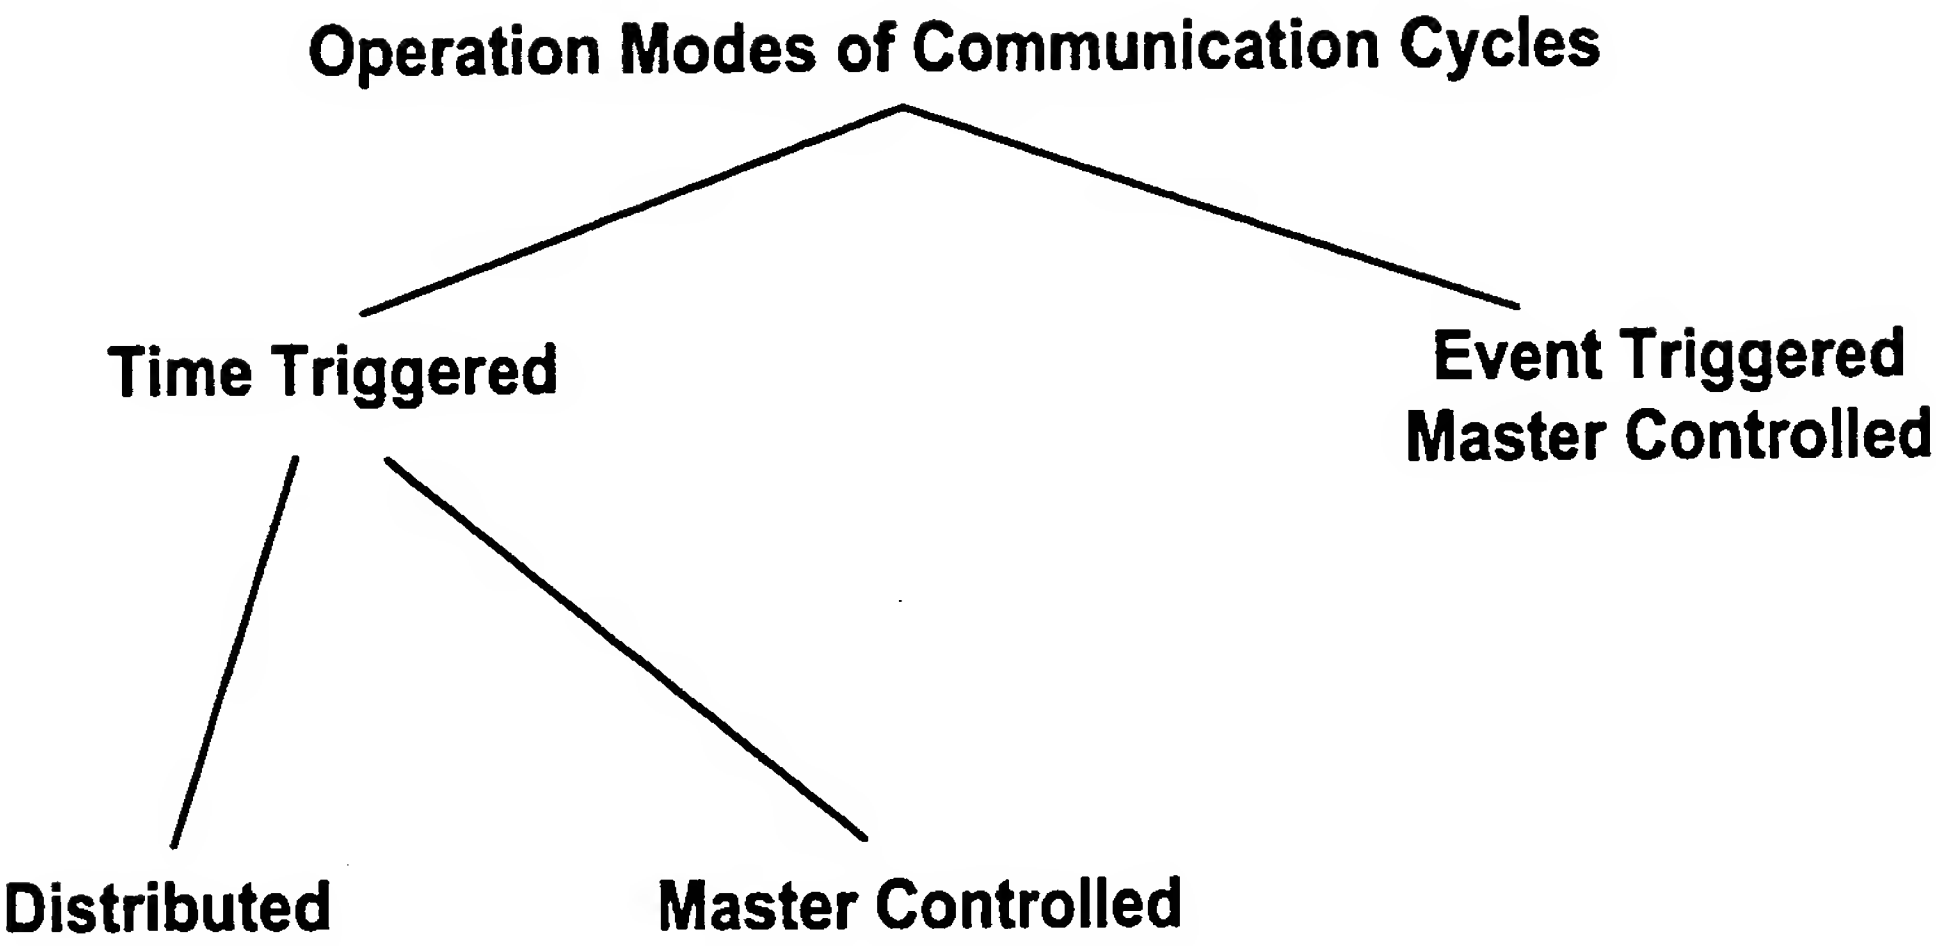 Operation Modes of Communication Cycles
Time Triggered
Event Triggered
Master Controlled
Distributed
Master Controlled